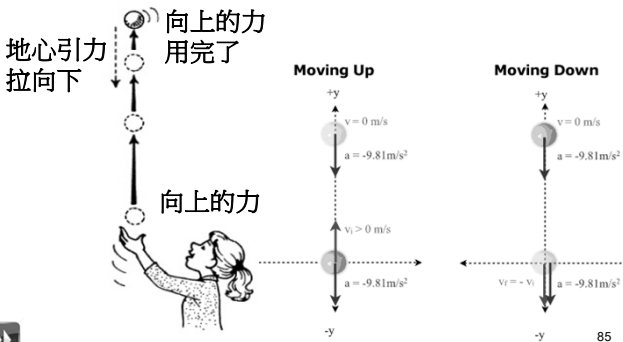 向上的力
用完了
地心引力
拉向下
向上的力
Moving Up
+y
v = 0 m/s
a = -9.81m/s²
vᵢ > 0 m/s
a = -9.81m/s²
-y
Moving Down
+y
v = 0 m/s
a = -9.81m/s²
v_f = - vᵢ
a = -9.81m/s²
-y
85